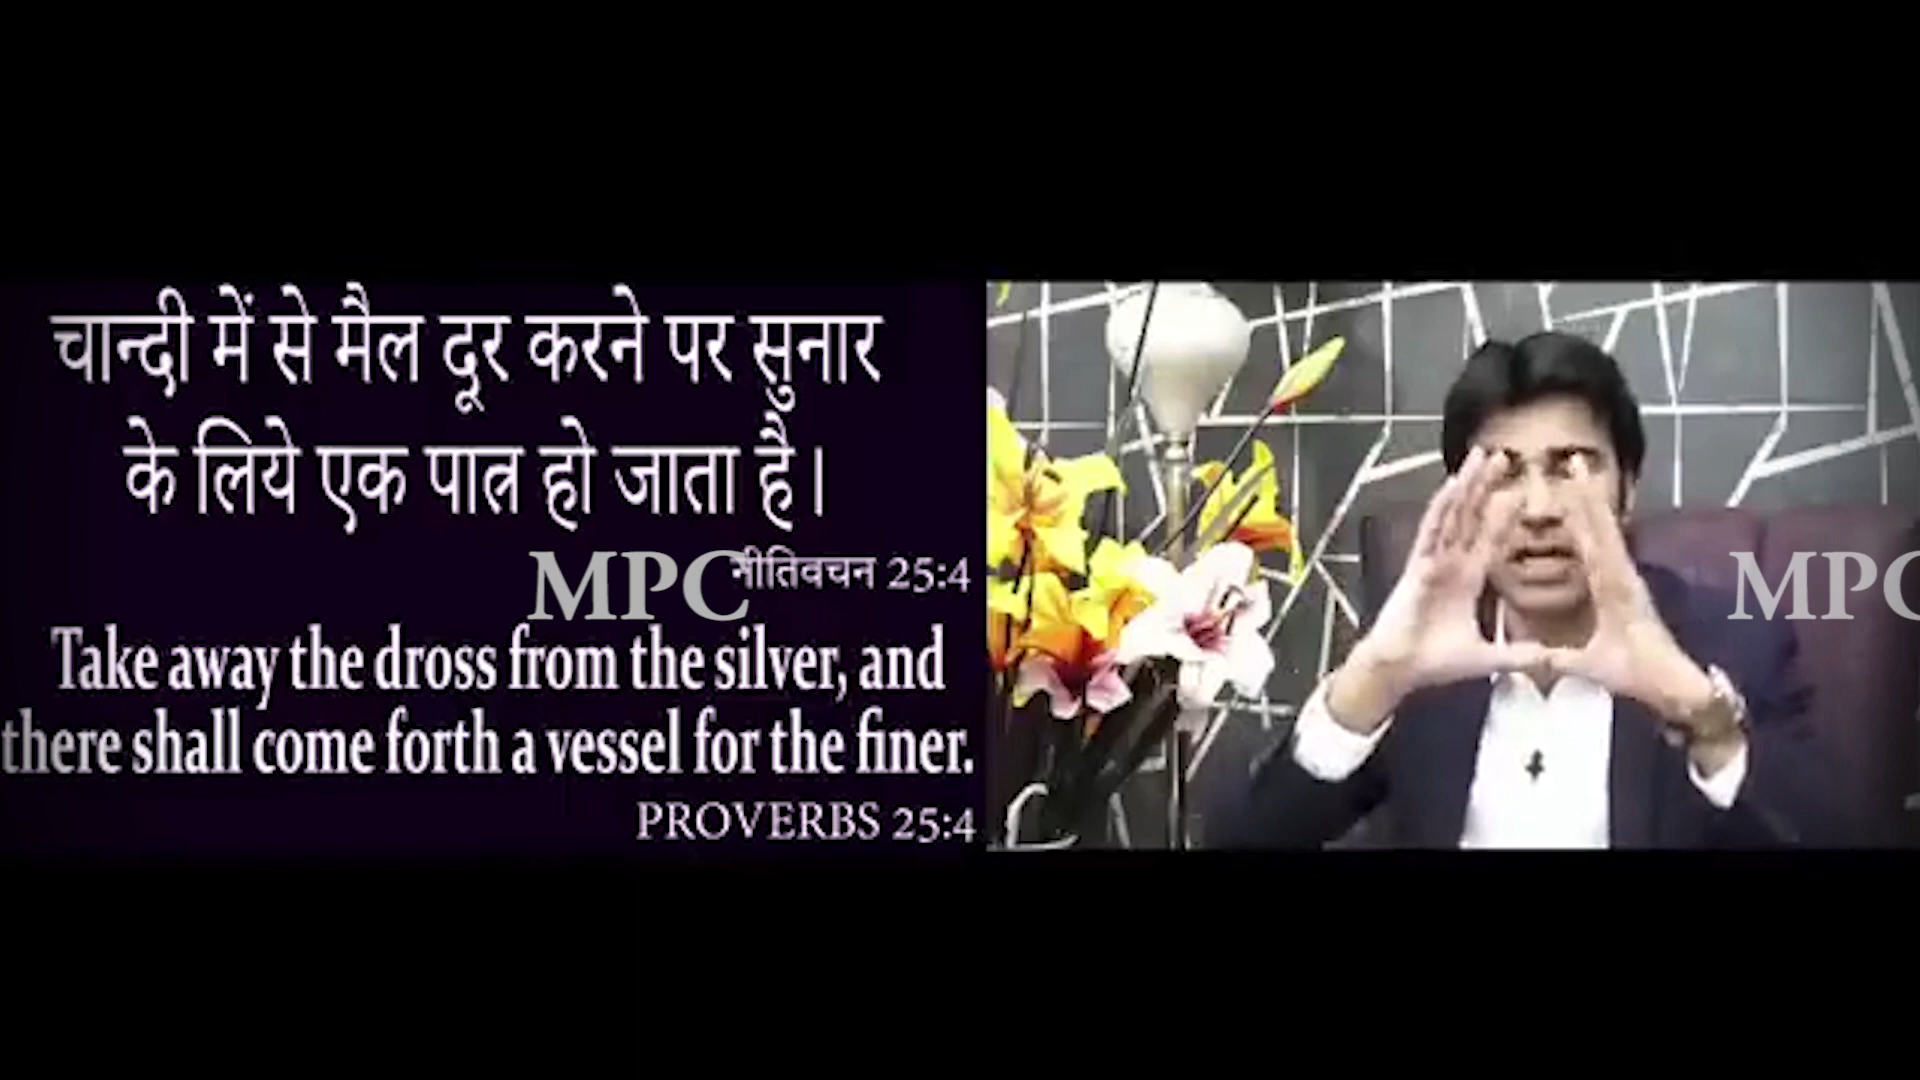 चान्दी में से मैल दूर करने पर सुनार
के लिये एक पात्र हो जाता है।
नीतिवचन 25:4
MPC
MPC
Take away the dross from the silver, and
there shall come forth a vessel for the finer.
PROVERBS 25:4